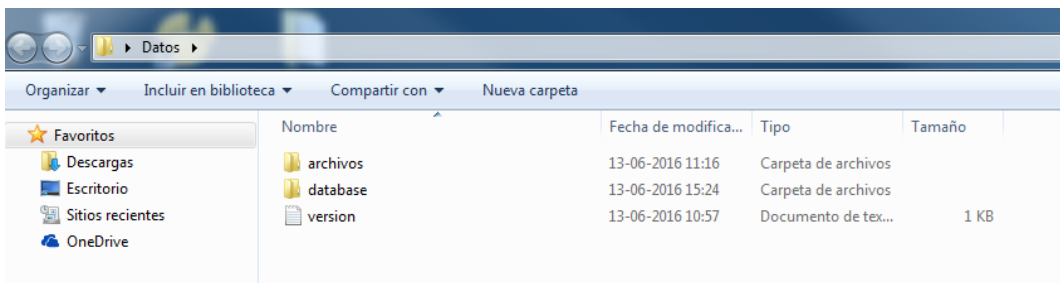 Datos
Organizar Incluir en biblioteca Compartir con Nueva carpeta
Favoritos
Descargas
Escritorio
Sitios recientes
OneDrive
Nombre Fecha de modifica... Tipo Tamaño
archivos 13-06-2016 11:16 Carpeta de archivos
database 13-06-2016 15:24 Carpeta de archivos
version 13-06-2016 10:57 Documento de tex... 1 KB